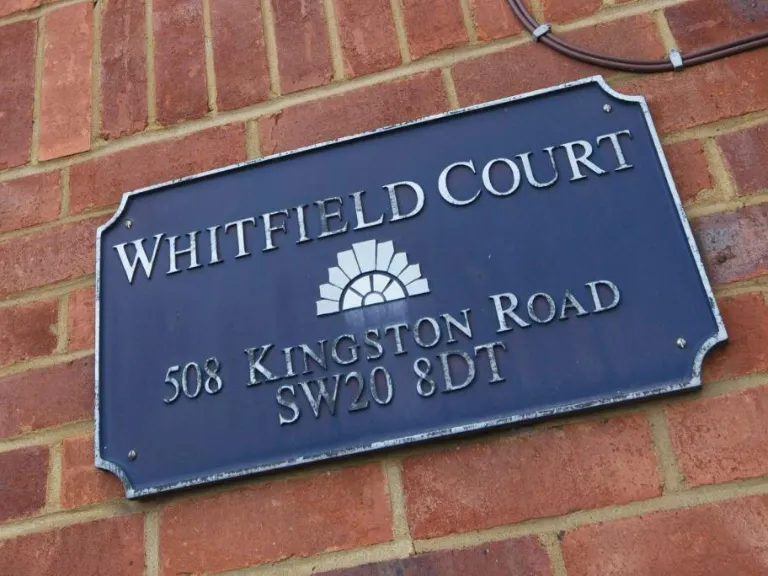 WHITFIELD COURT
508 KINGSTON ROAD
SW20 8DT